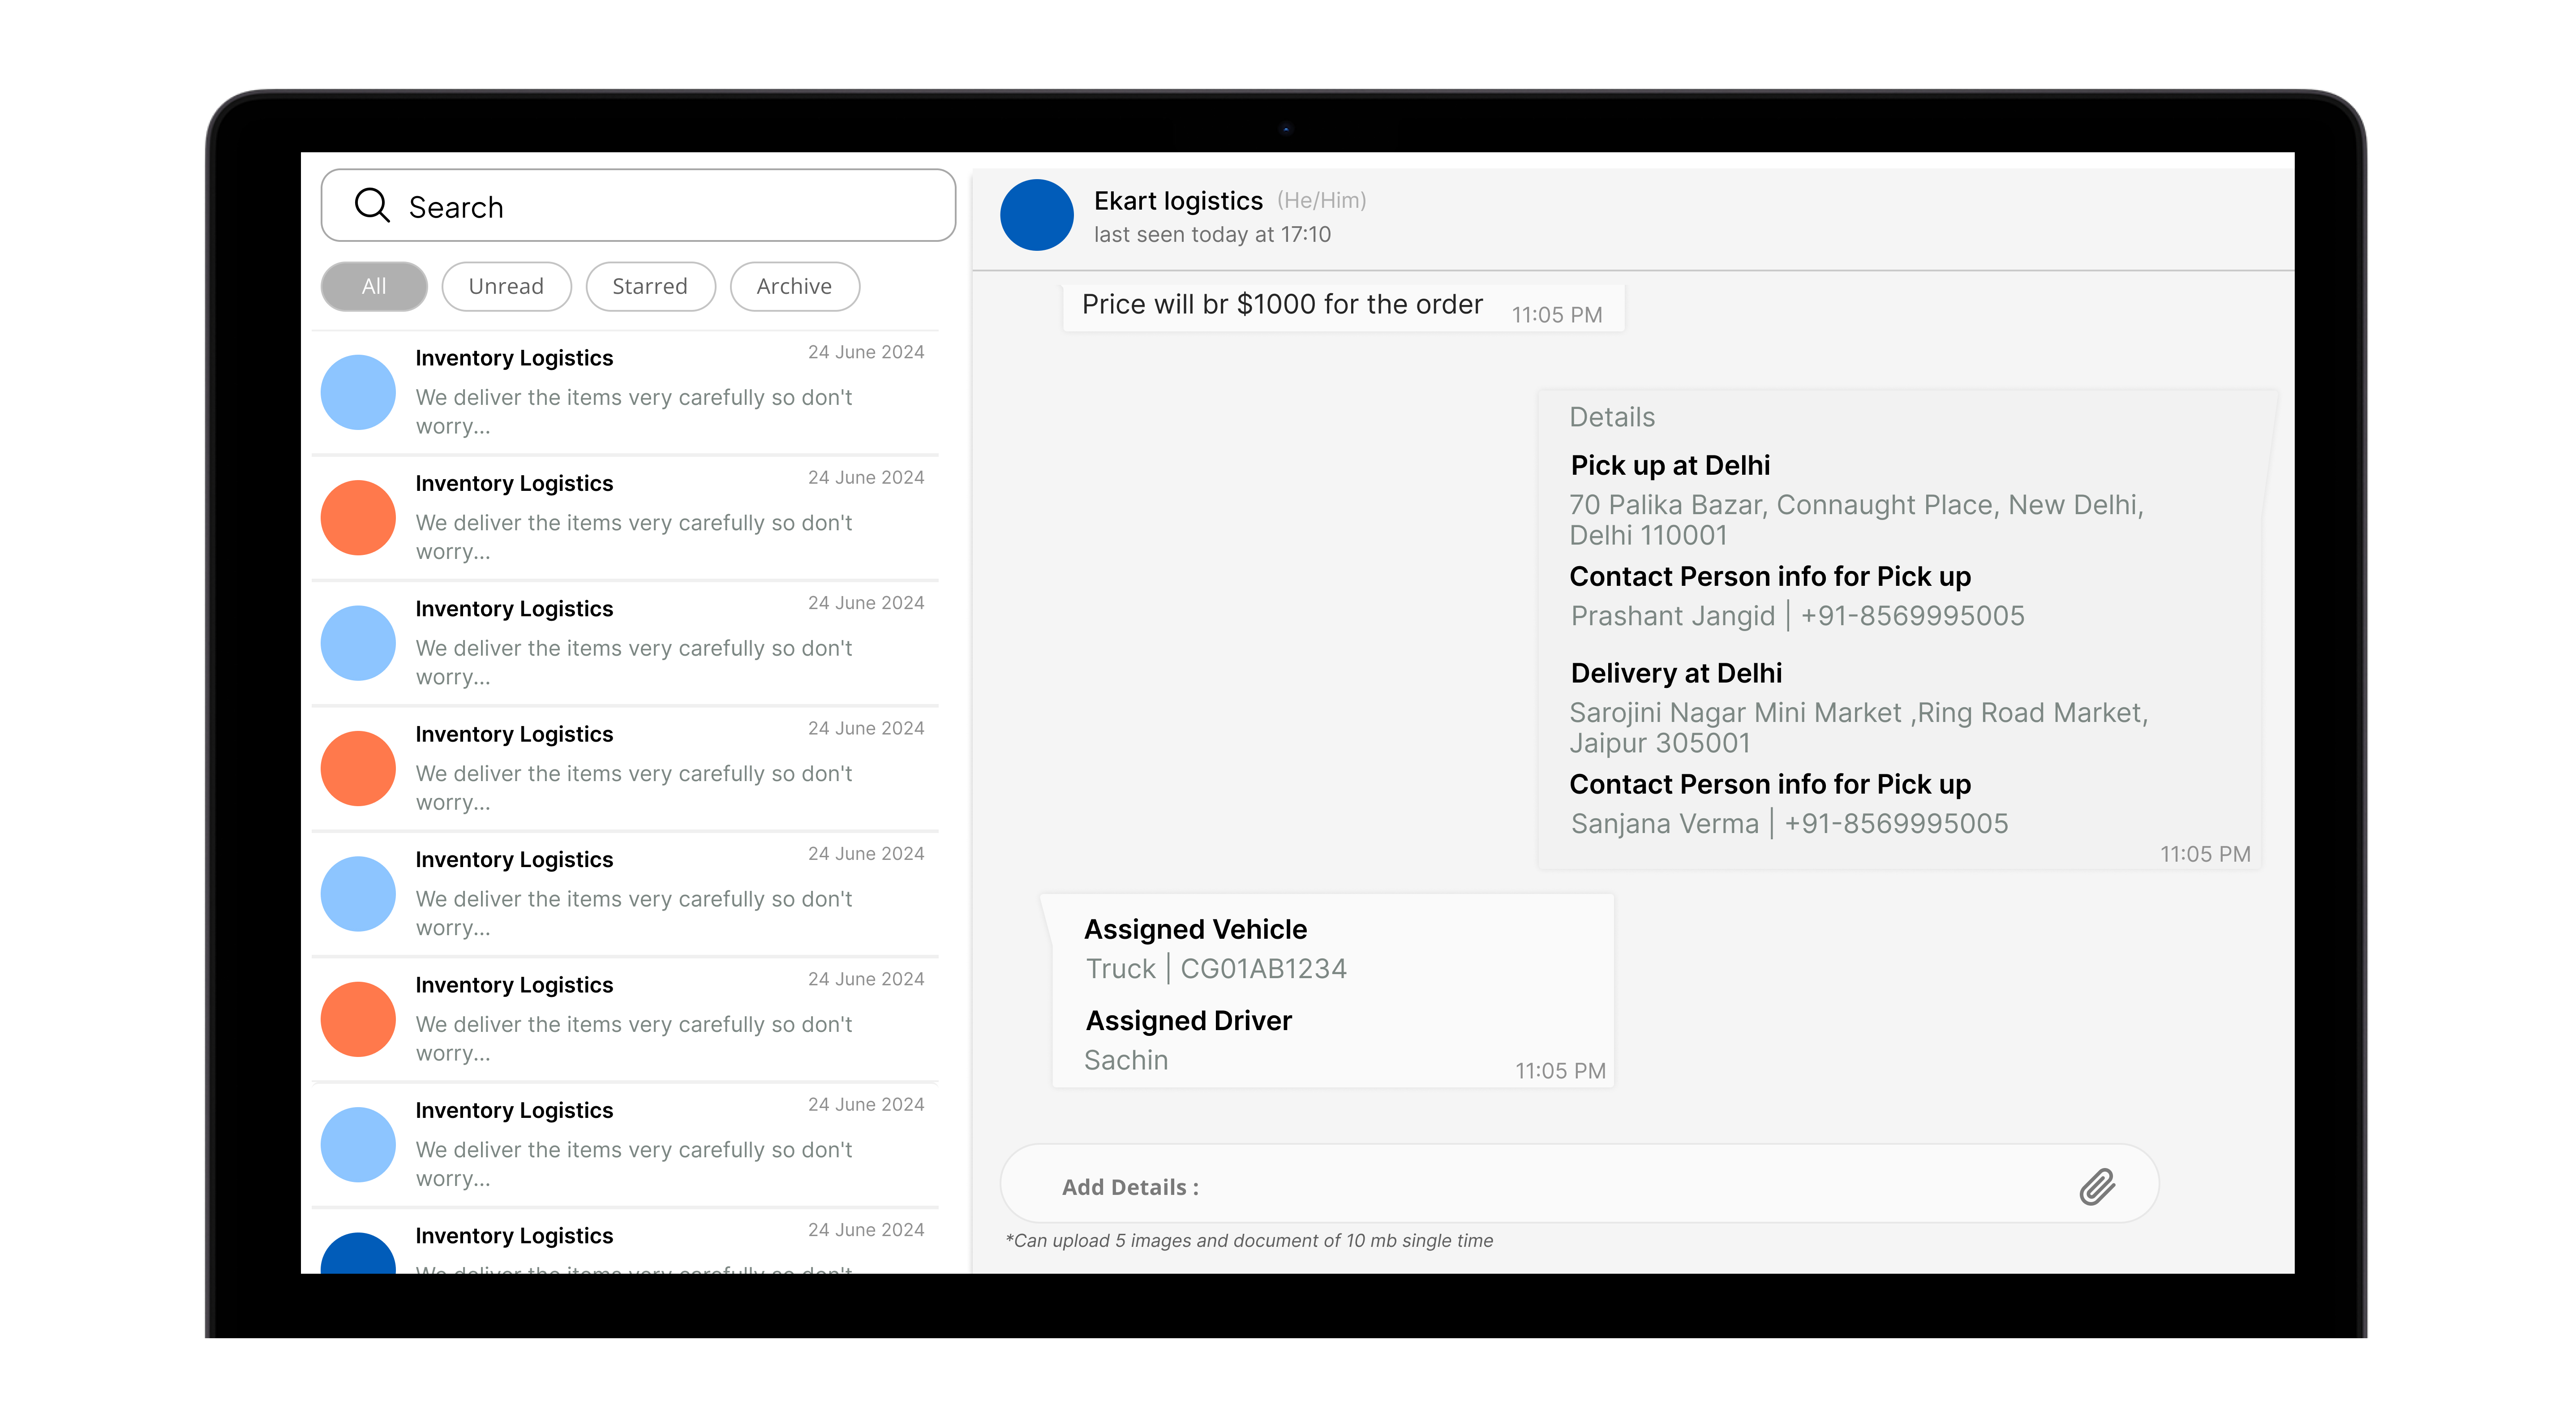 Search
All
Unread
Starred
Archive
Inventory Logistics
24 June 2024
We deliver the items very carefully so don't
worry...
Inventory Logistics
24 June 2024
We deliver the items very carefully so don't
worry...
Inventory Logistics
24 June 2024
We deliver the items very carefully so don't
worry...
Inventory Logistics
24 June 2024
We deliver the items very carefully so don't
worry...
Inventory Logistics
24 June 2024
We deliver the items very carefully so don't
worry...
Inventory Logistics
24 June 2024
We deliver the items very carefully so don't
worry...
Inventory Logistics
24 June 2024
We deliver the items very carefully so don't
worry...
Inventory Logistics
24 June 2024
We deliver the items very carefully so don't
Ekart logistics (He/Him)
last seen today at 17:10
Price will br $1000 for the order 11:05 PM
Details
Pick up at Delhi
70 Palika Bazar, Connaught Place, New Delhi,
Delhi 110001
Contact Person info for Pick up
Prashant Jangid | +91-8569995005
Delivery at Delhi
Sarojini Nagar Mini Market ,Ring Road Market,
Jaipur 305001
Contact Person info for Pick up
Sanjana Verma | +91-8569995005
11:05 PM
Assigned Vehicle
Truck | CG01AB1234
Assigned Driver
Sachin
11:05 PM
Add Details :
*Can upload 5 images and document of 10 mb single time